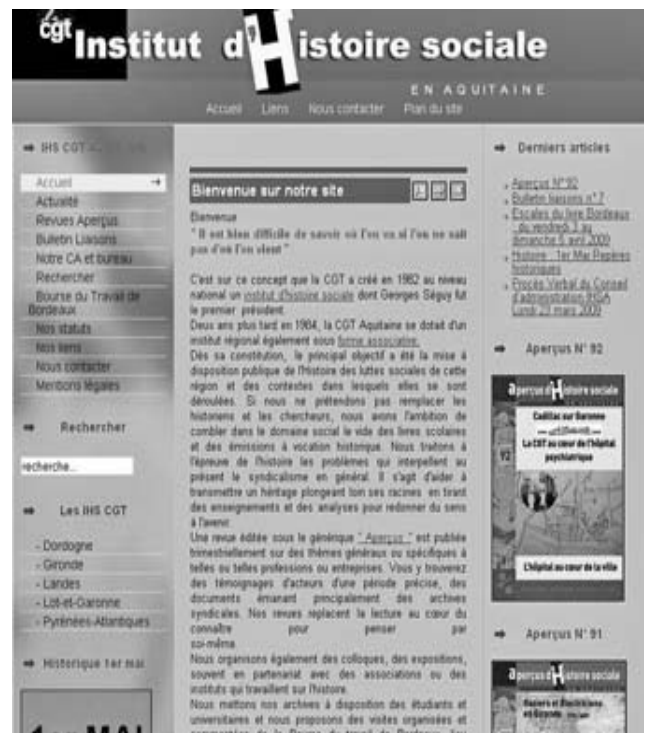 cgt Institut d'Histoire sociale
EN AQUITAINE
Accueil Liens Nous contacter Plan du site
IHS CGT
Accueil
Actualité
Revues Aperçus
Bulletin Liaisons
Notre CA et bureau
Rechercher
Bourse du Travail de
Bordeaux
Nos statuts
Nos liens
Nous contacter
Mentions légales
Rechercher
recherche...
Les IHS CGT
- Dordogne
- Gironde
- Landes
- Lot-et-Garonne
- Pyrénées-Atlantiques
Historique 1er mai
1er MAI
Bienvenue sur notre site
Bienvenue
" Il est bien difficile de savoir où l'on va si l'on ne sait
pas d'où l'on vient "
C'est sur ce concept que la CGT a créé en 1982 au niveau
national un institut d'histoire sociale dont Georges Séguy fut
le premier président.
Deux ans plus tard en 1984, la CGT Aquitaine se dotait d'un
institut régional également sous forme associative.
Dès sa constitution, le principal objectif a été la mise à
disposition publique de l'histoire des luttes sociales de cette
région et des contextes dans lesquels elles se sont
déroulées. Si nous ne prétendons pas remplacer les
historiens et les chercheurs, nous avons l'ambition de
combler dans le domaine social le vide des livres scolaires
et des émissions à vocation historique. Nous traitons à
l'épreuve de l'histoire les problèmes qui interpellent au
présent le syndicalisme en général. Il s'agit d'aider à
transmettre un héritage plongeant loin ses racines en tirant
des enseignements et des analyses pour redonner du sens
à l'avenir.
Une revue éditée sous le générique " Aperçus " est publiée
trimestriellement sur des thèmes généraux ou spécifiques à
telles ou telles professions ou entreprises. Vous y trouverez
des témoignages d'acteurs d'une période précise, des
documents émanant principalement des archives
syndicales. Nos revues replacent la lecture au cœur du
connaître pour penser par
soi-même
Nous organisons également des colloques, des expositions,
souvent en partenariat avec des associations ou des
instituts qui travaillent sur l'histoire.
Nous mettons nos archives à disposition des étudiants et
universitaires et nous proposons des visites organisées et
commentées de la Bourse du travail de Bordeaux, lieu
Derniers articles
Aperçus N°92
Bulletin liaisons n° 7
Escales du livre Bordeaux
du vendredi 3 au
dimanche 5 avril 2009
Histoire : 1er Mai Repères
historiques
Procès Verbal du Conseil
d'administration IHSA
Lundi 23 mars 2009
Aperçus N° 92
aperçus d'Histoire sociale
Cadillac sur Garonne
La CGT au cœur de l'hôpital
psychiatrique
92
L'hôpital au cœur de la ville
Aperçus N° 91
aperçus d'Histoire sociale
Gaziers et Electriciens
en Gironde